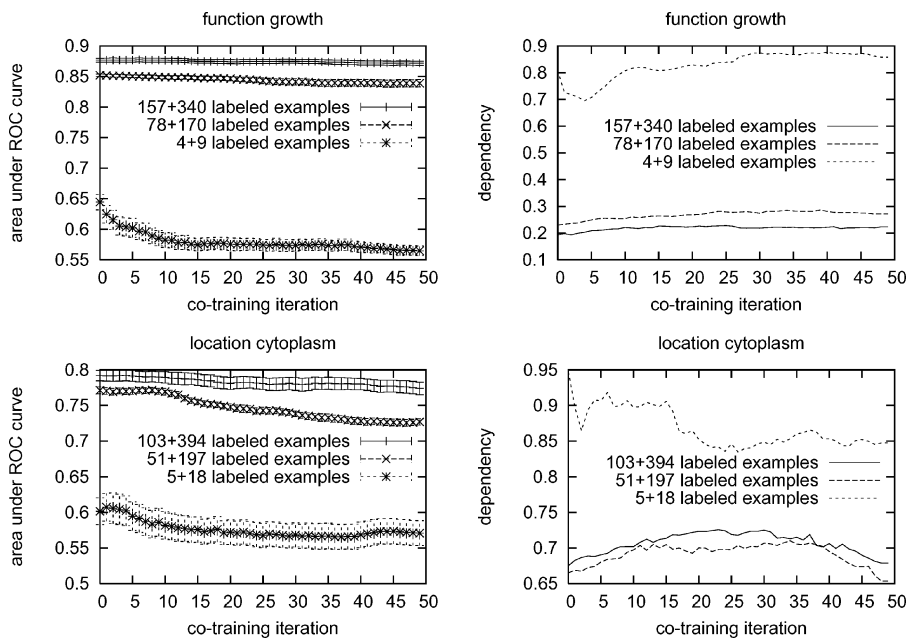 function growth
0.9
0.85
0.8
0.75
0.65
0.6
0.55
area under ROC curve
157+340 labeled examples
78+170 labeled examples
4+9 labeled examples
0 5 10 15 20 25 30 35 40 45 50
co-training iteration
function growth
0.9
0.8
0.7
0.6
0.5
0.4
0.3
0.2
0.1
dependency
157+340 labeled examples
78+170 labeled examples
4+9 labeled examples
0 5 10 15 20 25 30 35 40 45 50
co-training iteration
location cytoplasm
0.8
0.75
0.7
0.6
0.55
0.5
area under ROC curve
103+394 labeled examples
51+197 labeled examples
5+18 labeled examples
0 5 10 15 20 25 30 35 40 45 50
co-training iteration
location cytoplasm
0.95
0.9
0.85
0.75
0.7
0.65
dependency
103+394 labeled examples
51+197 labeled examples
5+18 labeled examples
0 5 10 15 20 25 30 35 40 45 50
co-training iteration